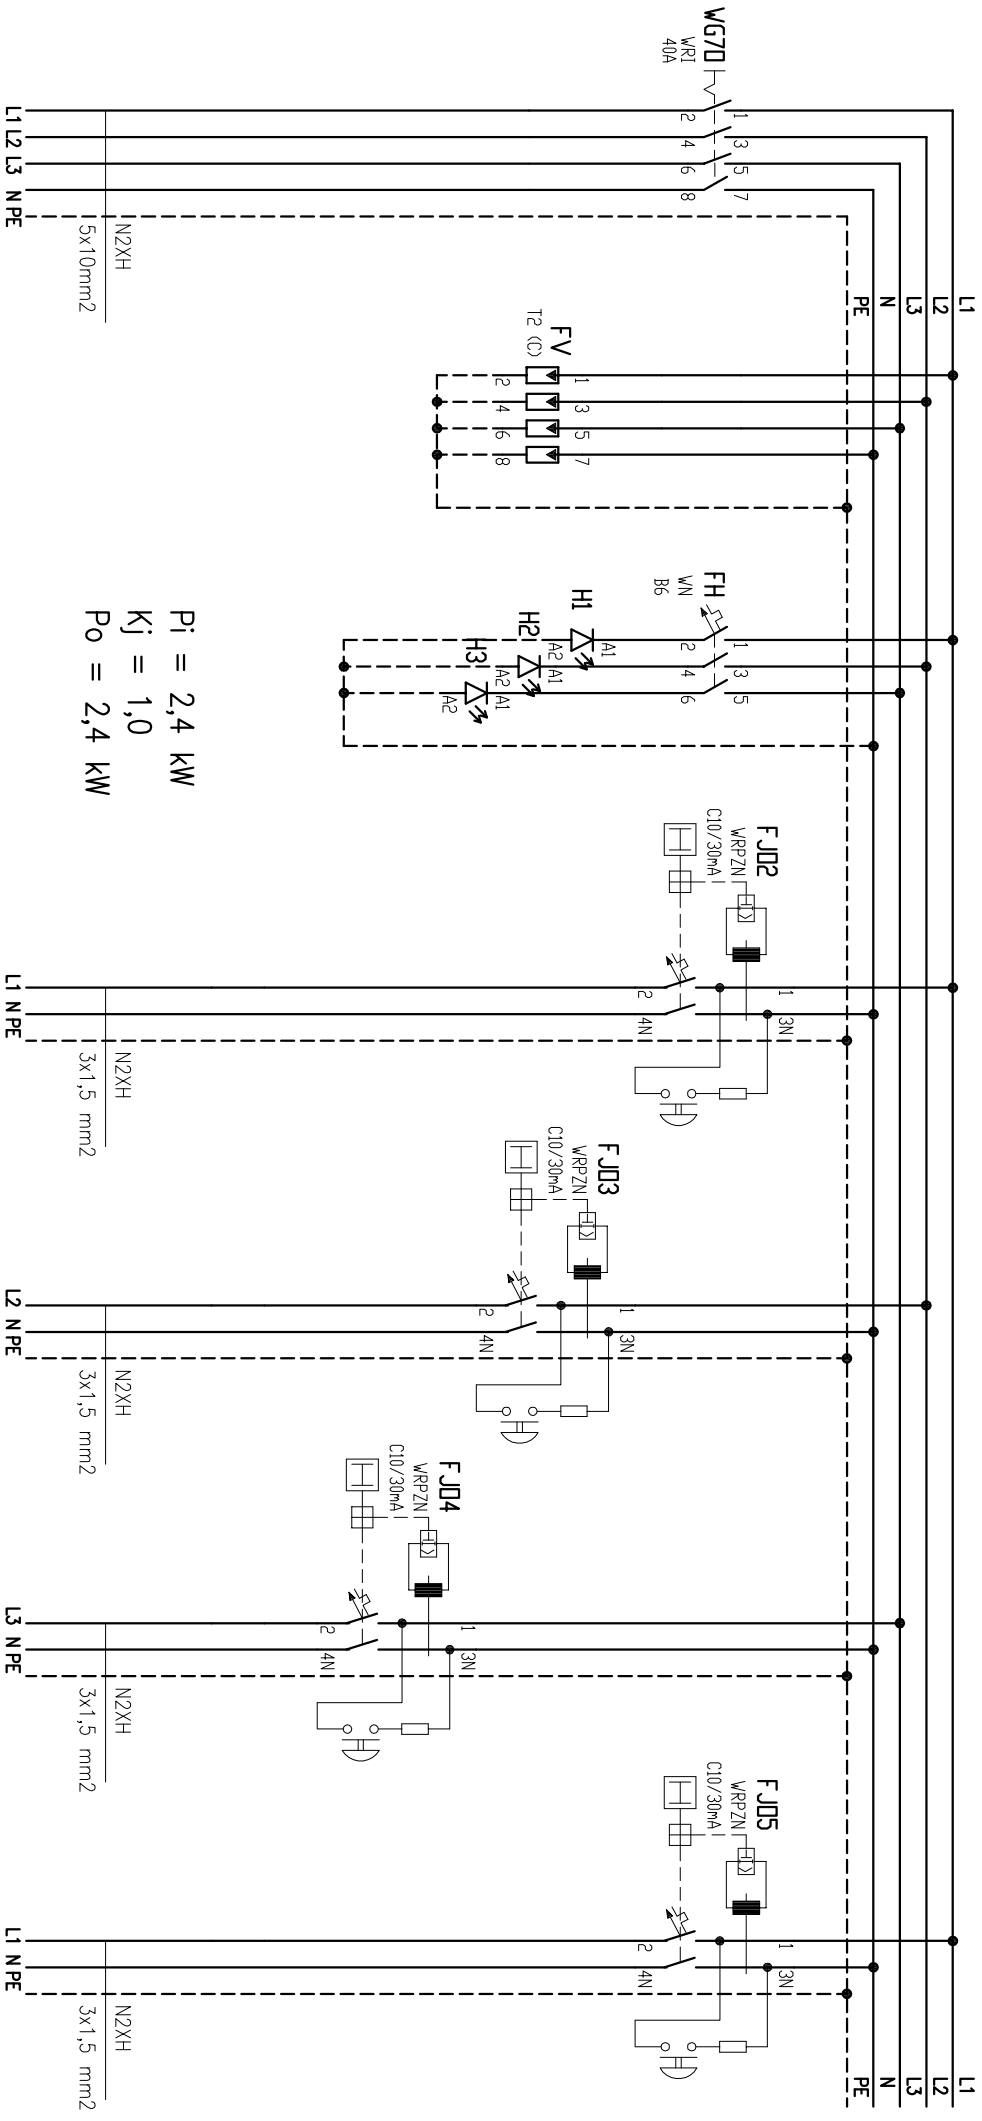 WG70
WRI
40A
1
2
3
4
5
6
7
8
L1 L2 L3 N PE
N2XH
5x10mm2
L1
L2
L3
N
PE
FV
T2 (C)
1
2
3
4
5
6
7
8
FH
WN
B6
1
2
3
4
5
6
H1
A1
A2
H2
A1
A2
H3
A1
A2
Pi = 2,4 kW
Kj = 1,0
Po = 2,4 kW
FJ02
WRPZN
C10/30mA
H
H
1
3N
2
4N
L1 N PE
N2XH
3x1,5 mm2
FJ03
WRPZN
C10/30mA
H
H
1
3N
2
4N
L2 N PE
N2XH
3x1,5 mm2
FJ04
WRPZN
C10/30mA
H
H
1
3N
2
4N
L3 N PE
N2XH
3x1,5 mm2
FJ05
WRPZN
C10/30mA
H
H
1
3N
2
4N
L1 N PE
N2XH
3x1,5 mm2
L1
L2
L3
N
PE